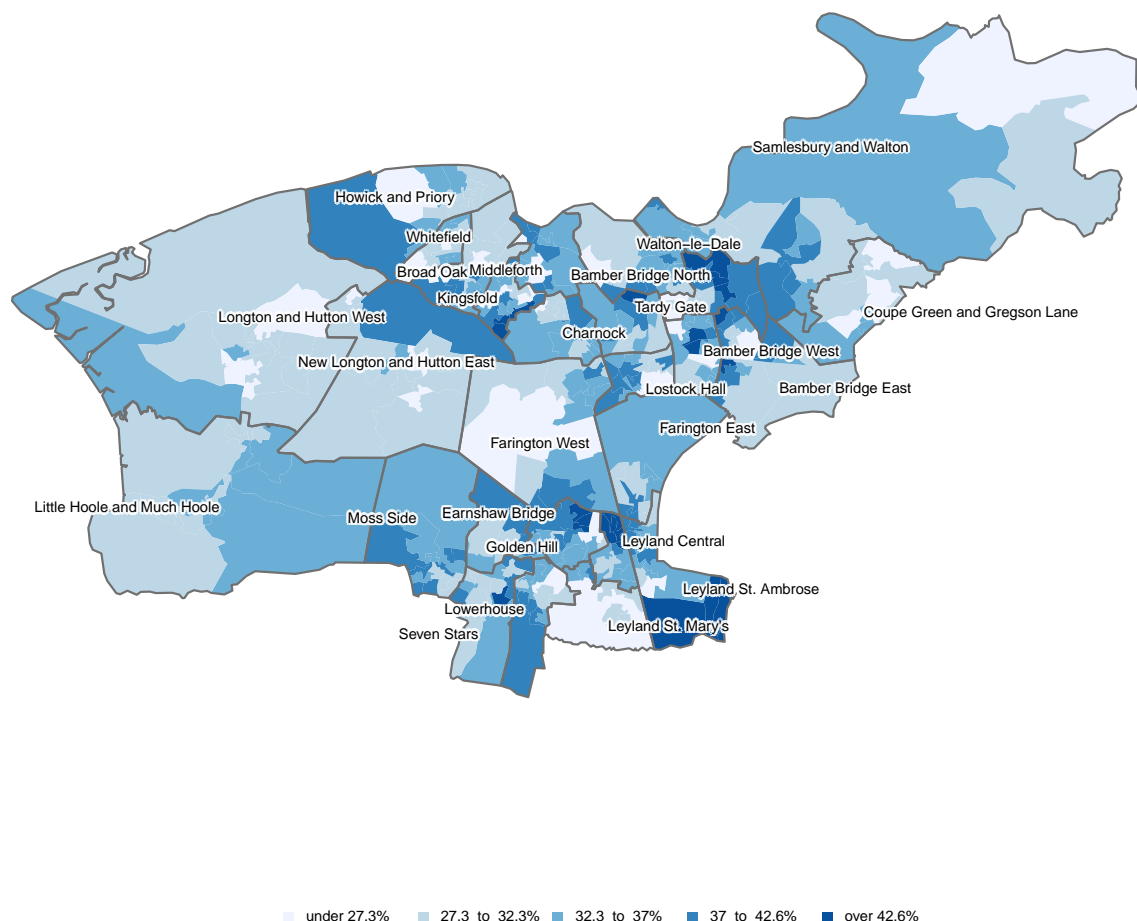 Samlesbury and Walton
Howick and Priory
Whitefield
Walton−le−Dale
Broad Oak
Middleforth
Bamber Bridge North
Kingsfold
Tardy Gate
Longton and Hutton West
Coupe Green and Gregson Lane
Charnock
Bamber Bridge West
New Longton and Hutton East
Lostock Hall
Bamber Bridge East
Farington East
Farington West
Little Hoole and Much Hoole
Earnshaw Bridge
Moss Side
Leyland Central
Golden Hill
Leyland St. Ambrose
Lowerhouse
Leyland St. Mary's
Seven Stars
under 27.3% 27.3 to 32.3% 32.3 to 37% 37 to 42.6% over 42.6%